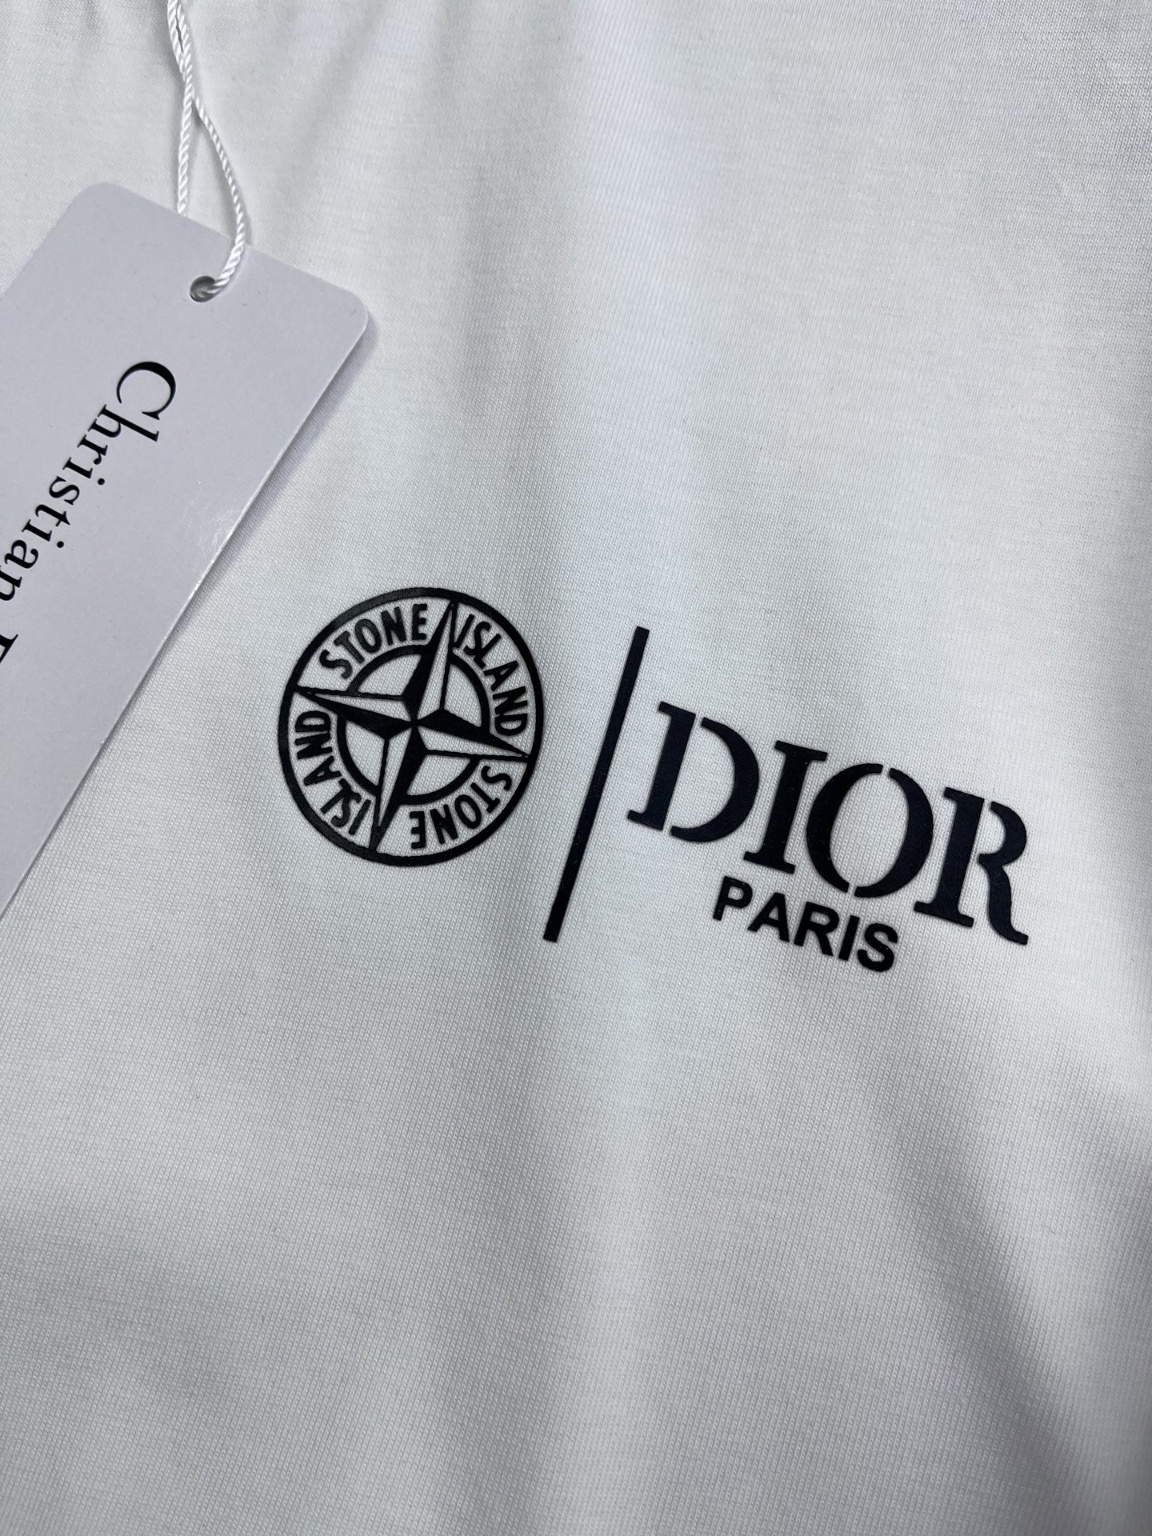 Christian
STONE ISLAND
STONE ISLAND
DIOR
PARIS